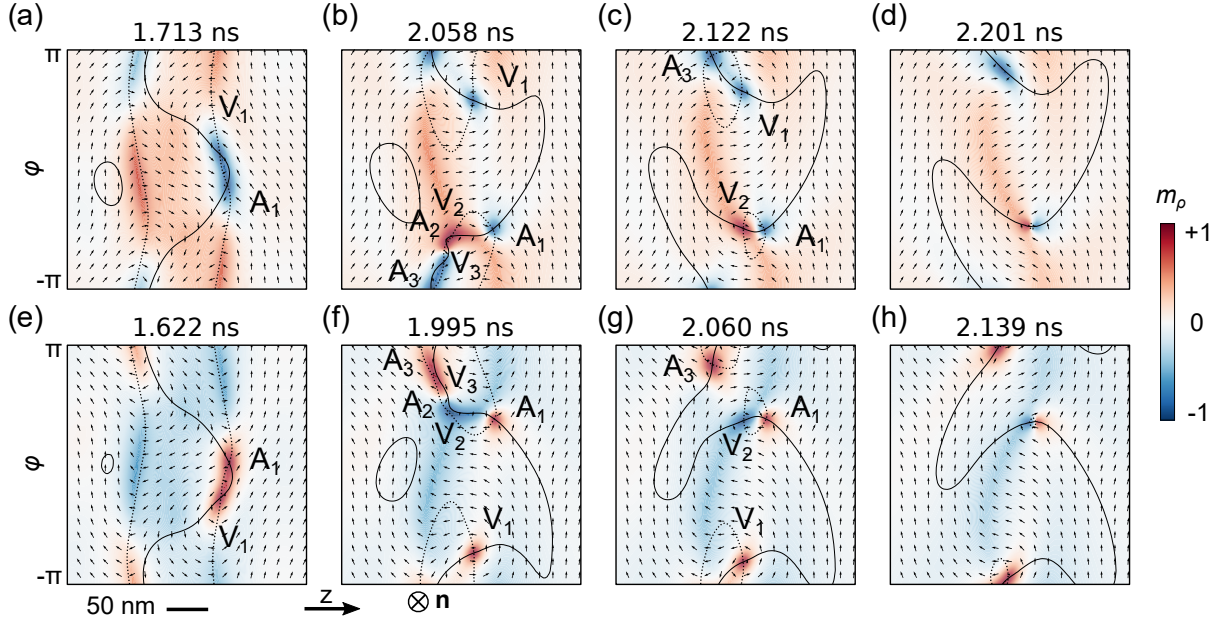 (a) (b) (c) (d)
1.713 ns 2.058 ns 2.122 ns 2.201 ns
π
φ
-π
V1
A1
V1
V2
A2
A1
V3
A3
A3
V1
V2
A1
mρ
+1
0
-1
(e) (f) (g) (h)
1.622 ns 1.995 ns 2.060 ns 2.139 ns
π
φ
-π
A1
V1
A3
V3
A2
A1
V2
V1
A3
A1
V2
V1
50 nm
z
n